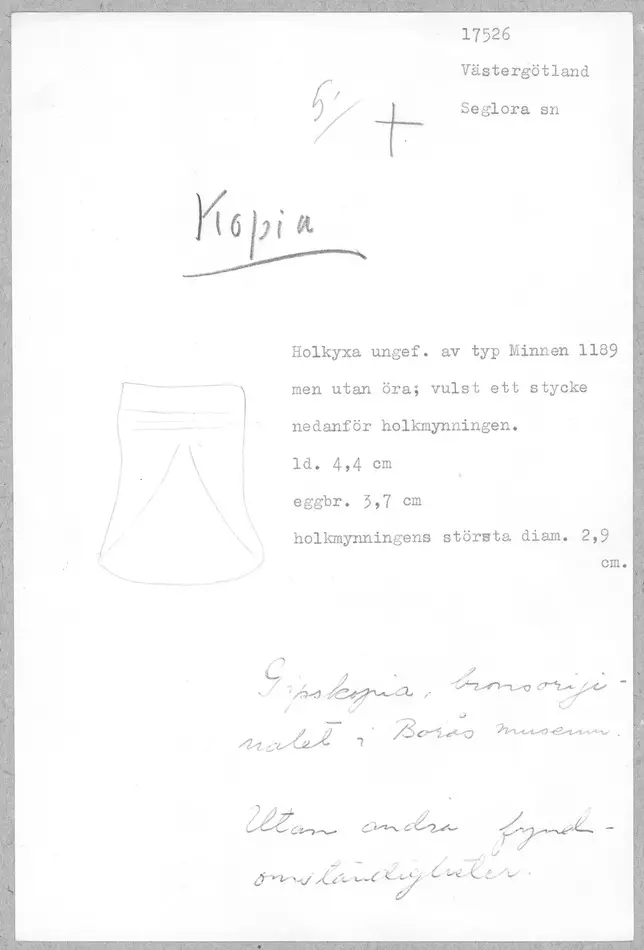 17526
Västergötland
Seglora sn
5'/ +
Kopia
Holkyxa ungef. av typ Minnen 1189
men utan öra; vulst ett stycke
nedanför holkmynningen.
ld. 4,4 cm
eggbr. 3,7 cm
holkmynningens största diam. 2,9
cm.
Gipskopia, bronsorigi-
nalet i Borås museum.
Utan andra fynd-
omständigheter.